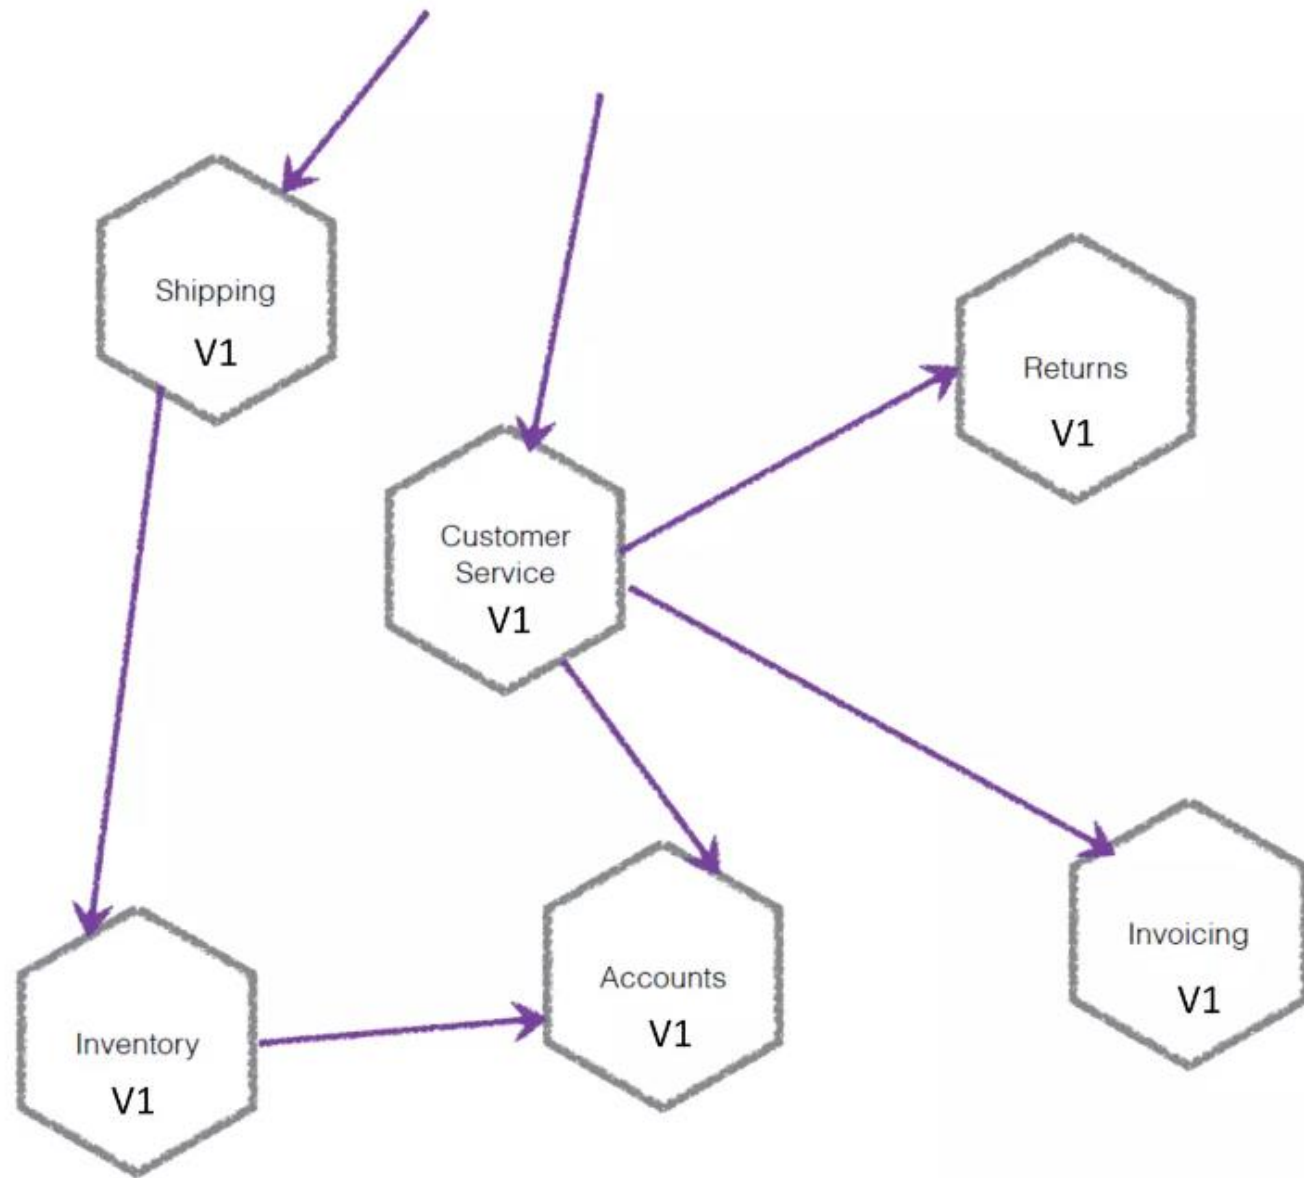 Shipping
V1
Returns
V1
Customer
Service
V1
Invoicing
V1
Accounts
V1
Inventory
V1